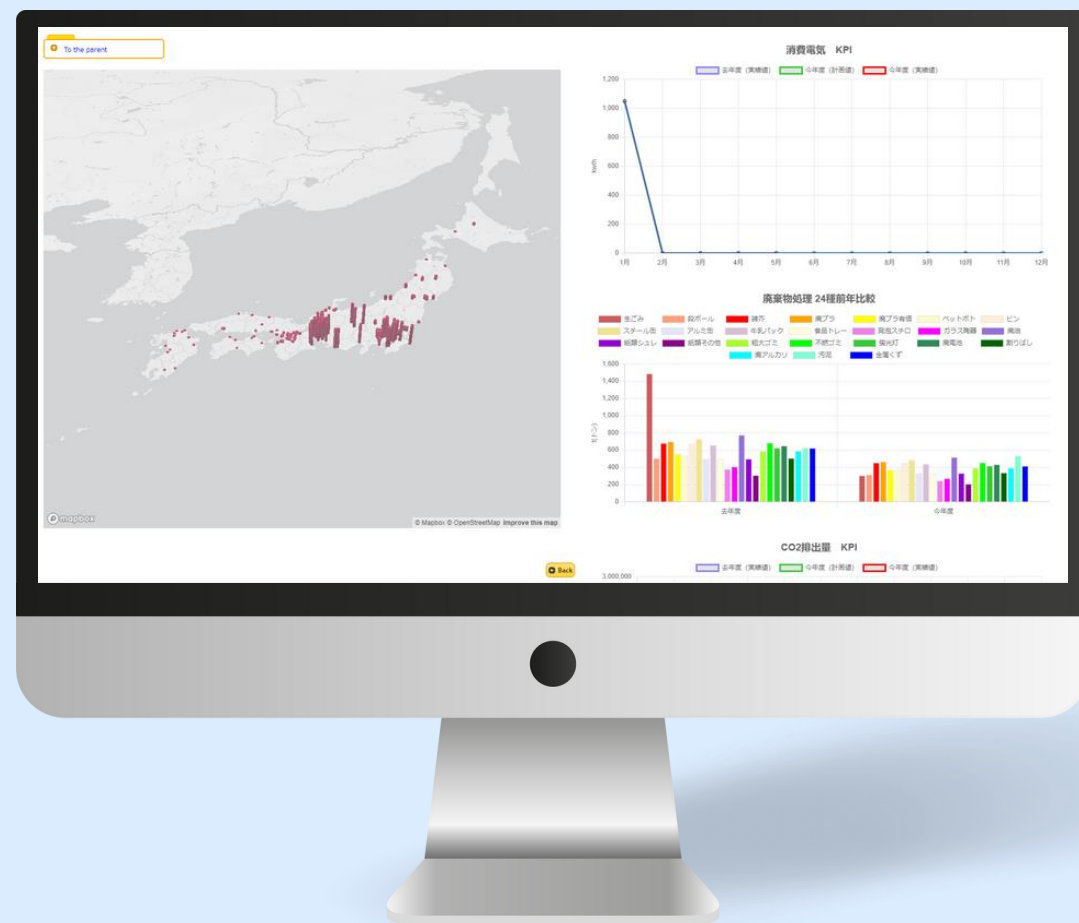 To the parent
mapbox
© Mapbox © OpenStreetMap Improve this map
Back
消費電気 KPI
去年度 (実績値) 今年度 (計画値) 今年度 (実績値)
1,200
1,000
800
600
400
200
0
kwh
1月 2月 3月 4月 5月 6月 7月 8月 9月 10月 11月 12月
廃棄物処理 24種前年比較
生ごみ 段ボール 雑芥 廃プラ 廃プラ有価 ペットボト ビン
スチール缶 アルミ缶 牛乳パック 食品トレー 発泡スチロ ガラス陶器 廃油
紙類シュレ 紙類その他 粗大ゴミ 不燃ゴミ 蛍光灯 廃電池 割りばし
廃アルカリ 汚泥 金属くず
1,600
1,400
1,200
1,000
800
600
400
200
0
t(トン)
去年度 今年度
CO2排出量 KPI
去年度 (実績値) 今年度 (計画値) 今年度 (実績値)
3,000,000